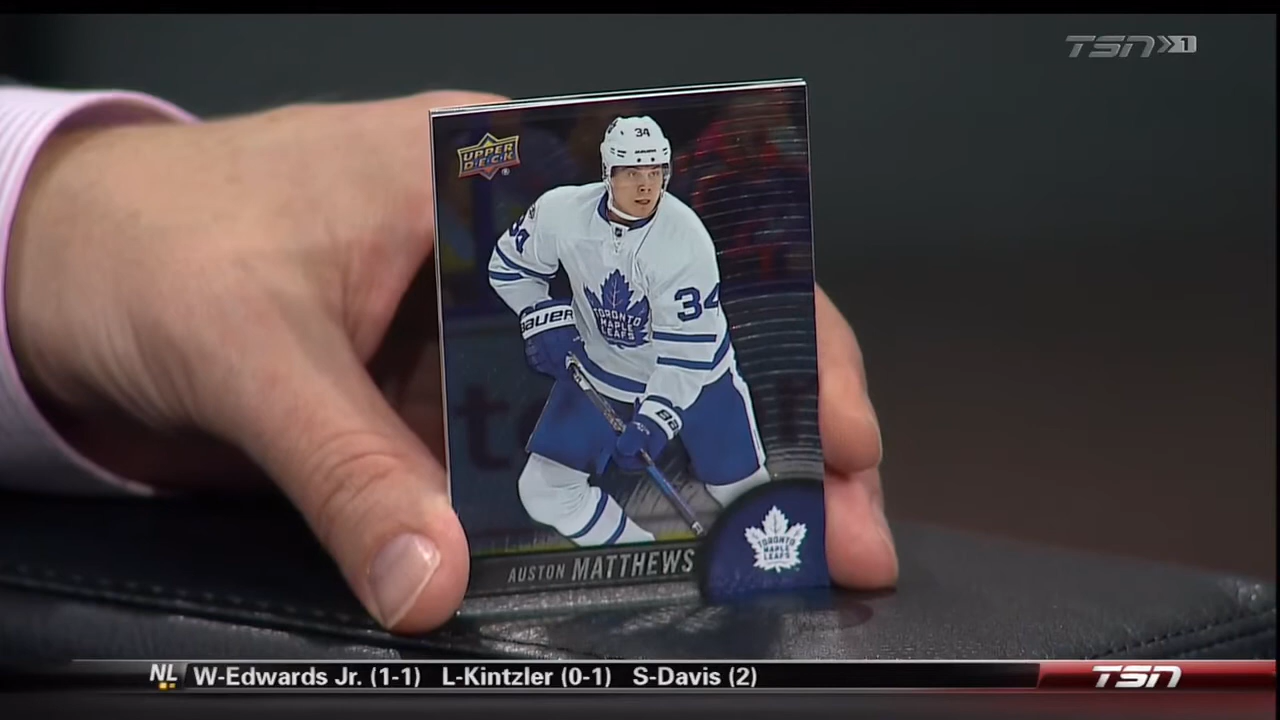 TSN 1
UPPER
DECK
34
34
34
BAUER
TORONTO
MAPLE
LEAFS
AUSTON MATTHEWS
TORONTO
MAPLE
LEAFS
NL W-Edwards Jr. (1-1) L-Kintzler (0-1) S-Davis (2) TSN